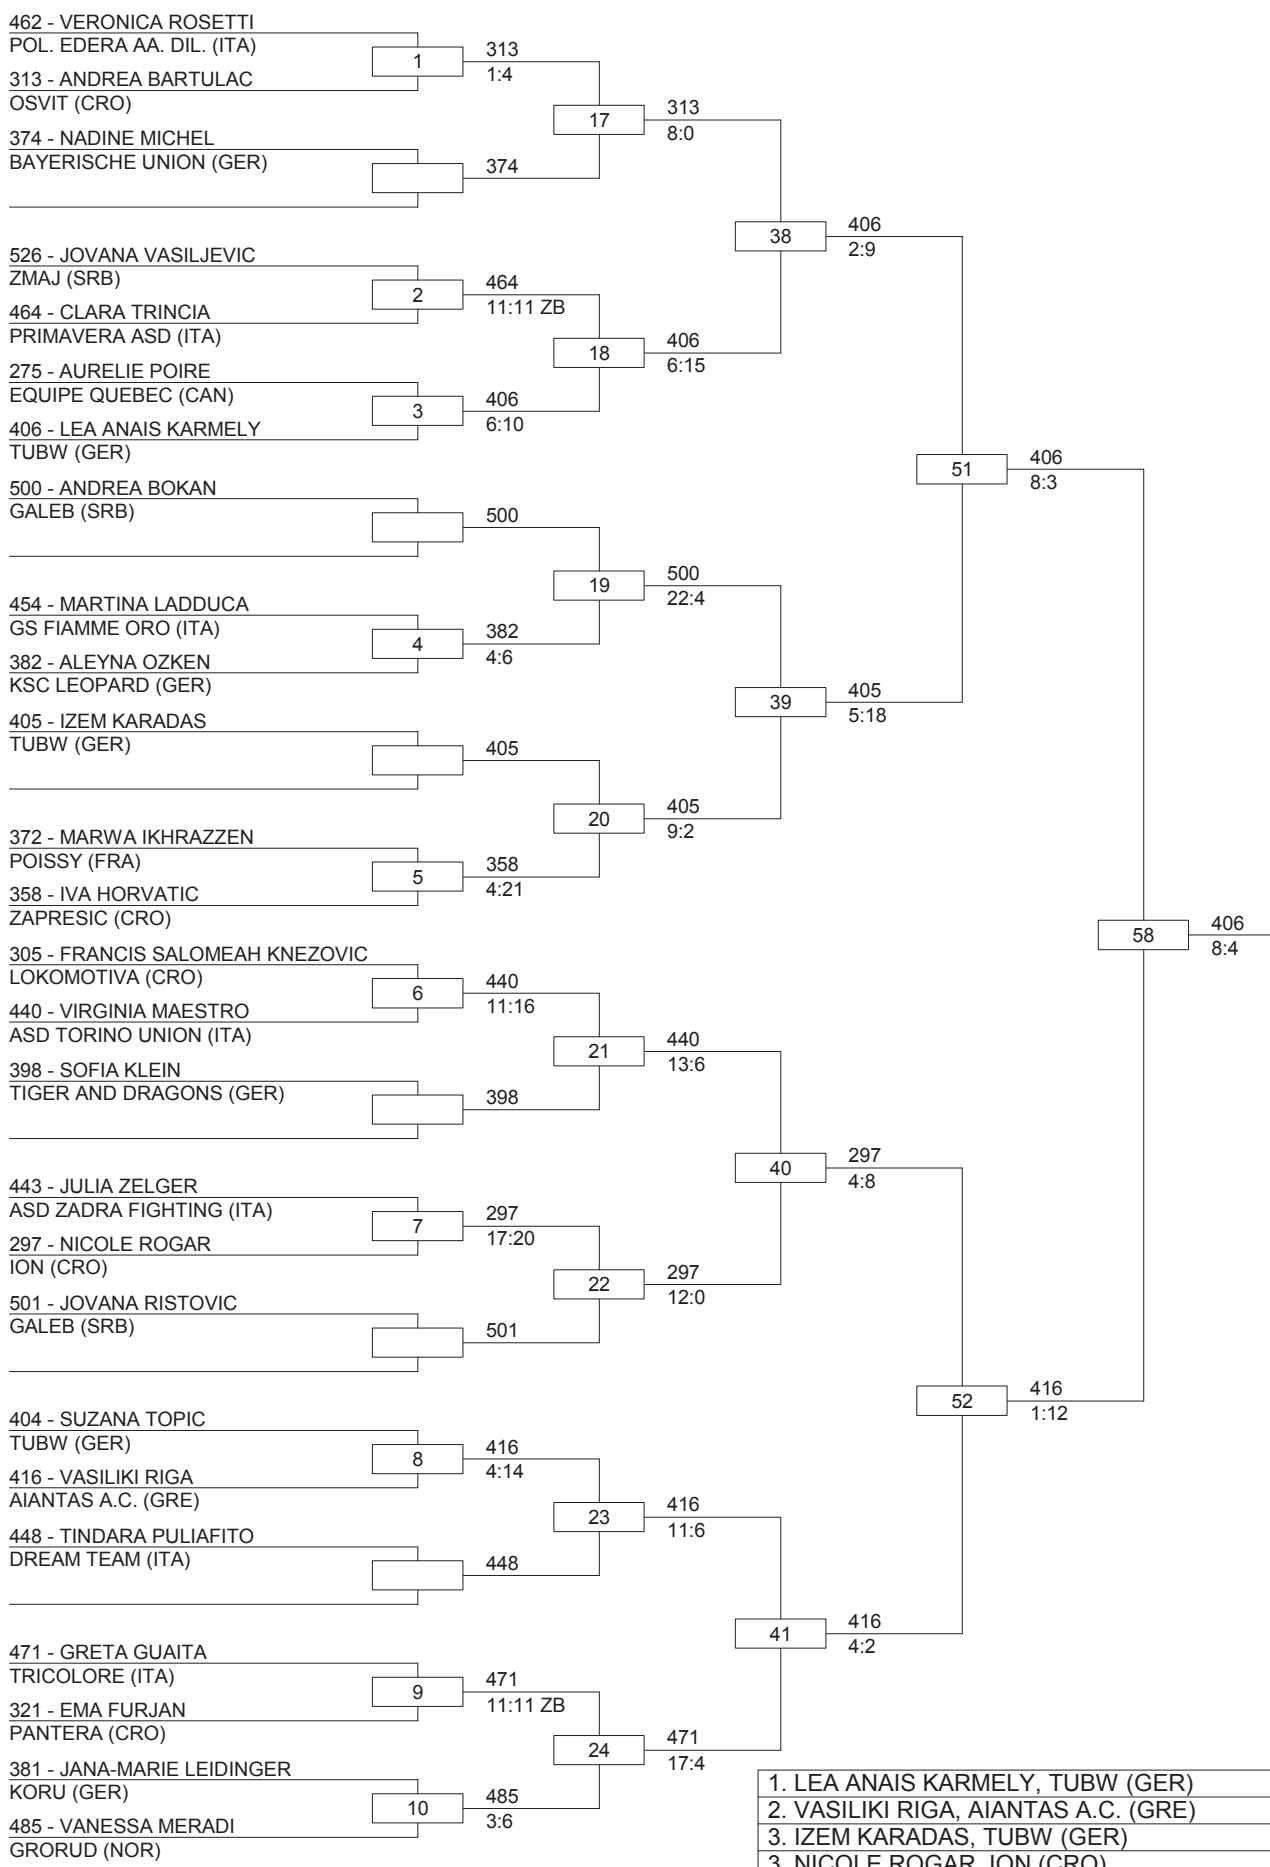 462 - VERONICA ROSETTI
POL. EDERA AA. DIL. (ITA)
1
313
1:4
313 - ANDREA BARTULAC
OSVIT (CRO)
17
313
8:0
374 - NADINE MICHEL
BAYERISCHE UNION (GER)
374
38
406
2:9
526 - JOVANA VASILJEVIC
ZMAJ (SRB)
2
464
11:11 ZB
464 - CLARA TRINCIA
PRIMAVERA ASD (ITA)
18
406
6:15
275 - AURELIE POIRE
EQUIPE QUEBEC (CAN)
3
406
6:10
406 - LEA ANAIS KARMELY
TUBW (GER)
51
406
8:3
500 - ANDREA BOKAN
GALEB (SRB)
500
19
500
22:4
454 - MARTINA LADDUCA
GS FIAMME ORO (ITA)
4
382
4:6
382 - ALEYNA OZKEN
KSC LEOPARD (GER)
39
405
5:18
405 - IZEM KARADAS
TUBW (GER)
405
20
405
9:2
372 - MARWA IKHRAZZEN
POISSY (FRA)
5
358
4:21
358 - IVA HORVATIC
ZAPRESIC (CRO)
58
406
8:4
305 - FRANCIS SALOMEAH KNEZOVIC
LOKOMOTIVA (CRO)
6
440
11:16
440 - VIRGINIA MAESTRO
ASD TORINO UNION (ITA)
21
440
13:6
398 - SOFIA KLEIN
TIGER AND DRAGONS (GER)
398
40
297
4:8
443 - JULIA ZELGER
ASD ZADRA FIGHTING (ITA)
7
297
17:20
297 - NICOLE ROGAR
ION (CRO)
22
297
12:0
501 - JOVANA RISTOVIC
GALEB (SRB)
501
52
416
1:12
404 - SUZANA TOPIC
TUBW (GER)
8
416
4:14
416 - VASILIKI RIGA
AIANTAS A.C. (GRE)
23
416
11:6
448 - TINDARA PULIAFITO
DREAM TEAM (ITA)
448
41
416
4:2
471 - GRETA GUAITA
TRICOLORE (ITA)
9
471
11:11 ZB
321 - EMA FURJAN
PANTERA (CRO)
24
471
17:4
381 - JANA-MARIE LEIDINGER
KORU (GER)
10
485
3:6
485 - VANESSA MERADI
GRORUD (NOR)
1. LEA ANAIS KARMELY, TUBW (GER)
2. VASILIKI RIGA, AIANTAS A.C. (GRE)
3. IZEM KARADAS, TUBW (GER)
3. NICOLE ROGAR, ION (CRO)